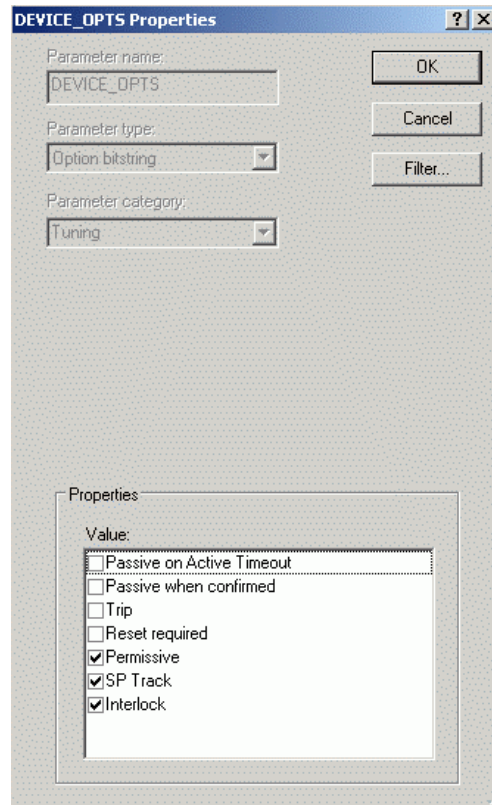 DEVICE_OPTS Properties
Parameter name:
DEVICE_OPTS
OK
Parameter type:
Option bitstring
Cancel
Filter...
Parameter category:
Tuning
Properties
Value:
Passive on Active Timeout
Passive when confirmed
Trip
Reset required
Permissive
SP Track
Interlock